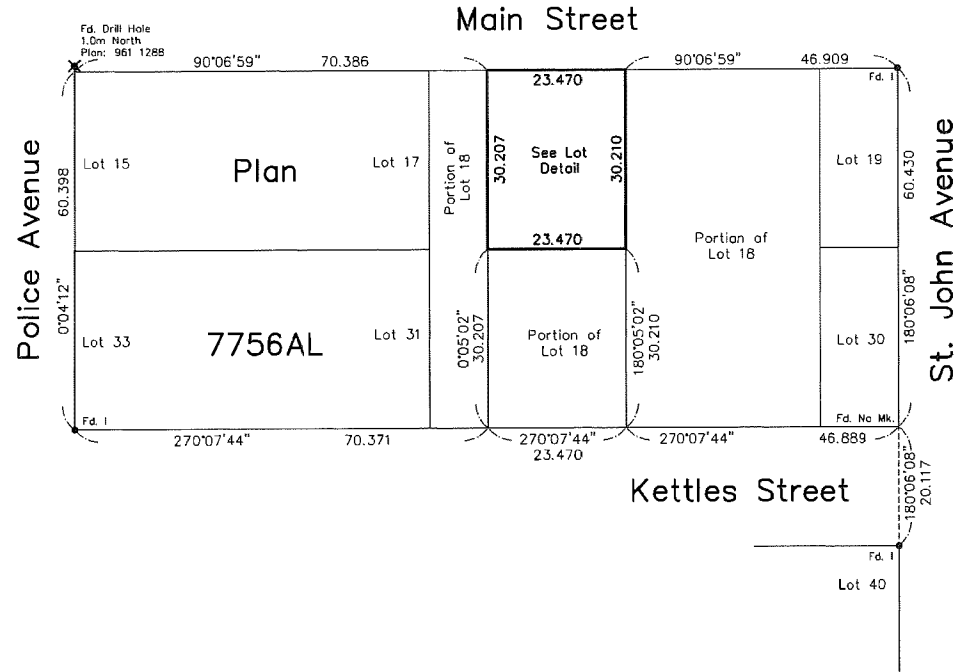 Main Street
Fd. Drill Hole
1.0m North
Plan: 961 1288
90°06'59" 70.386
23.470
90°06'59" 46.909
Fd. I
Police Avenue
60.398
0°04'12"
Lot 15
Plan
Lot 17
Portion of
Lot 18
30.207
See Lot
Detail
30.210
23.470
Portion of
Lot 18
Lot 19
60.430
180°06'08"
St. John Avenue
Lot 33
7756AL
Lot 31
0°05'02"
30.207
Portion of
Lot 18
180°05'02"
30.210
Lot 30
Fd. I
Fd. No Mk.
270°07'44" 70.371
270°07'44"
23.470
270°07'44" 46.889
Kettles Street
180°06'08"
20.117
Fd. I
Lot 40